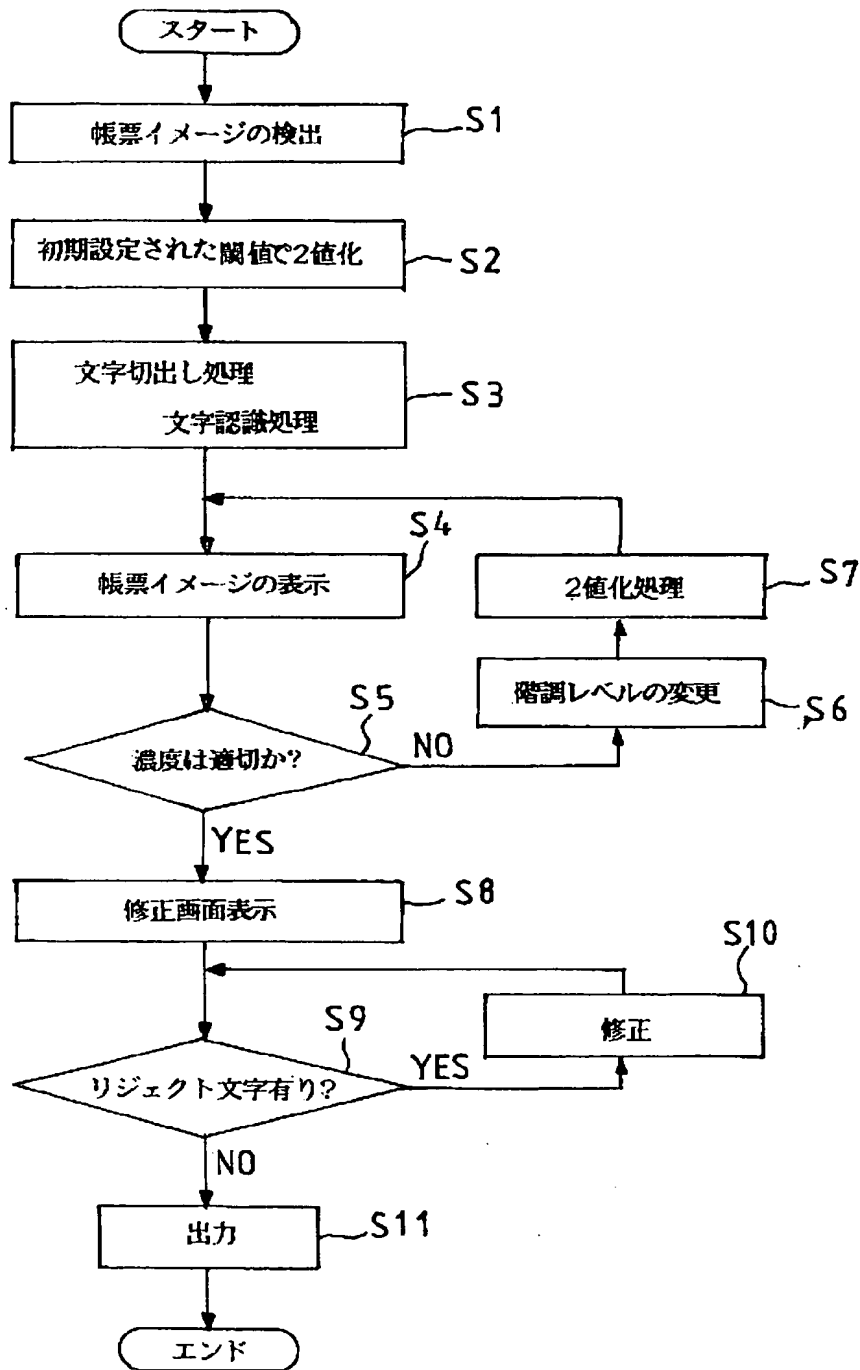 スタート
帳票イメージの検出
S1
初期設定された閾値で2値化
S2
文字切出し処理
文字認識処理
S3
S4
帳票イメージの表示
2値化処理
S7
階調レベルの変更
S6
S5
濃度は適切か?
NO
YES
修正画面表示
S8
S10
修正
S9
リジェクト文字有り?
YES
NO
出力
S11
エンド